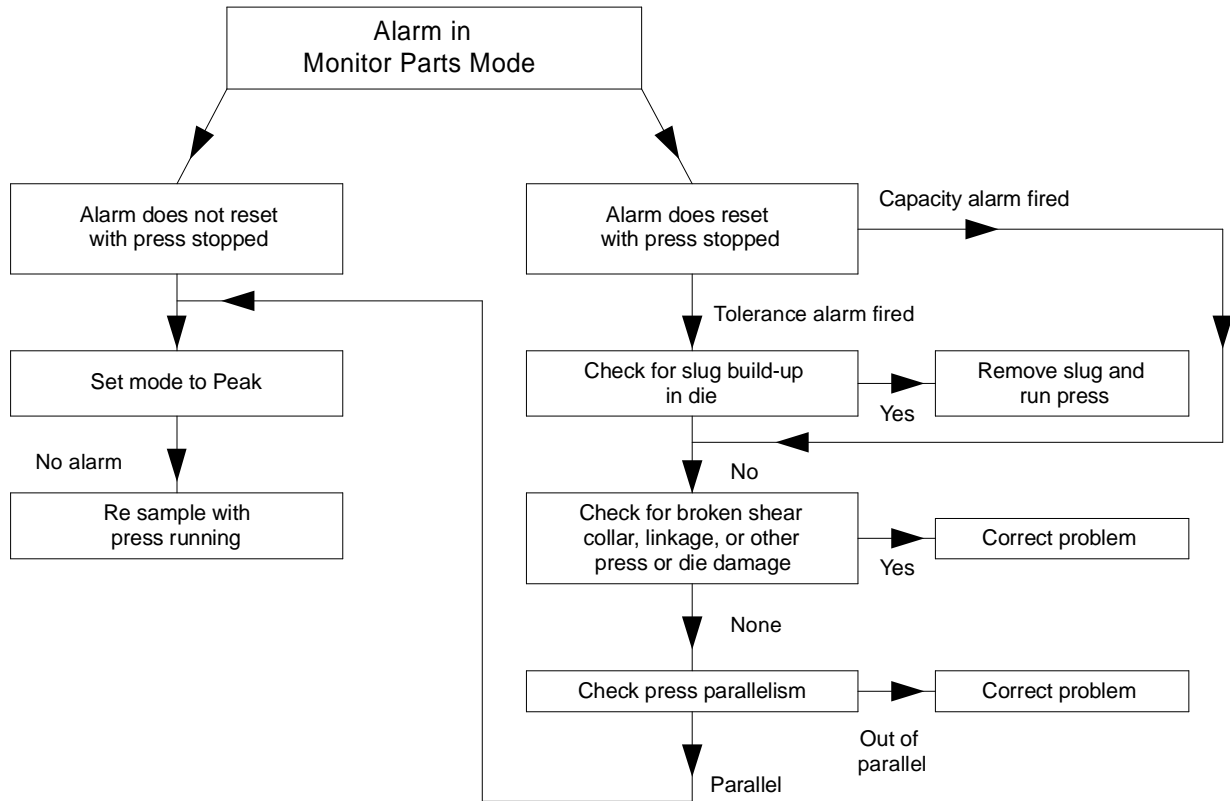 Alarm in
Monitor Parts Mode
Alarm does not reset
with press stopped
Alarm does reset
with press stopped
Capacity alarm fired
Tolerance alarm fired
Set mode to Peak
Check for slug build-up
in die
Yes
Remove slug and
run press
No alarm
No
Re sample with
press running
Check for broken shear
collar, linkage, or other
press or die damage
Yes
Correct problem
None
Check press parallelism
Correct problem
Out of
parallel
Parallel